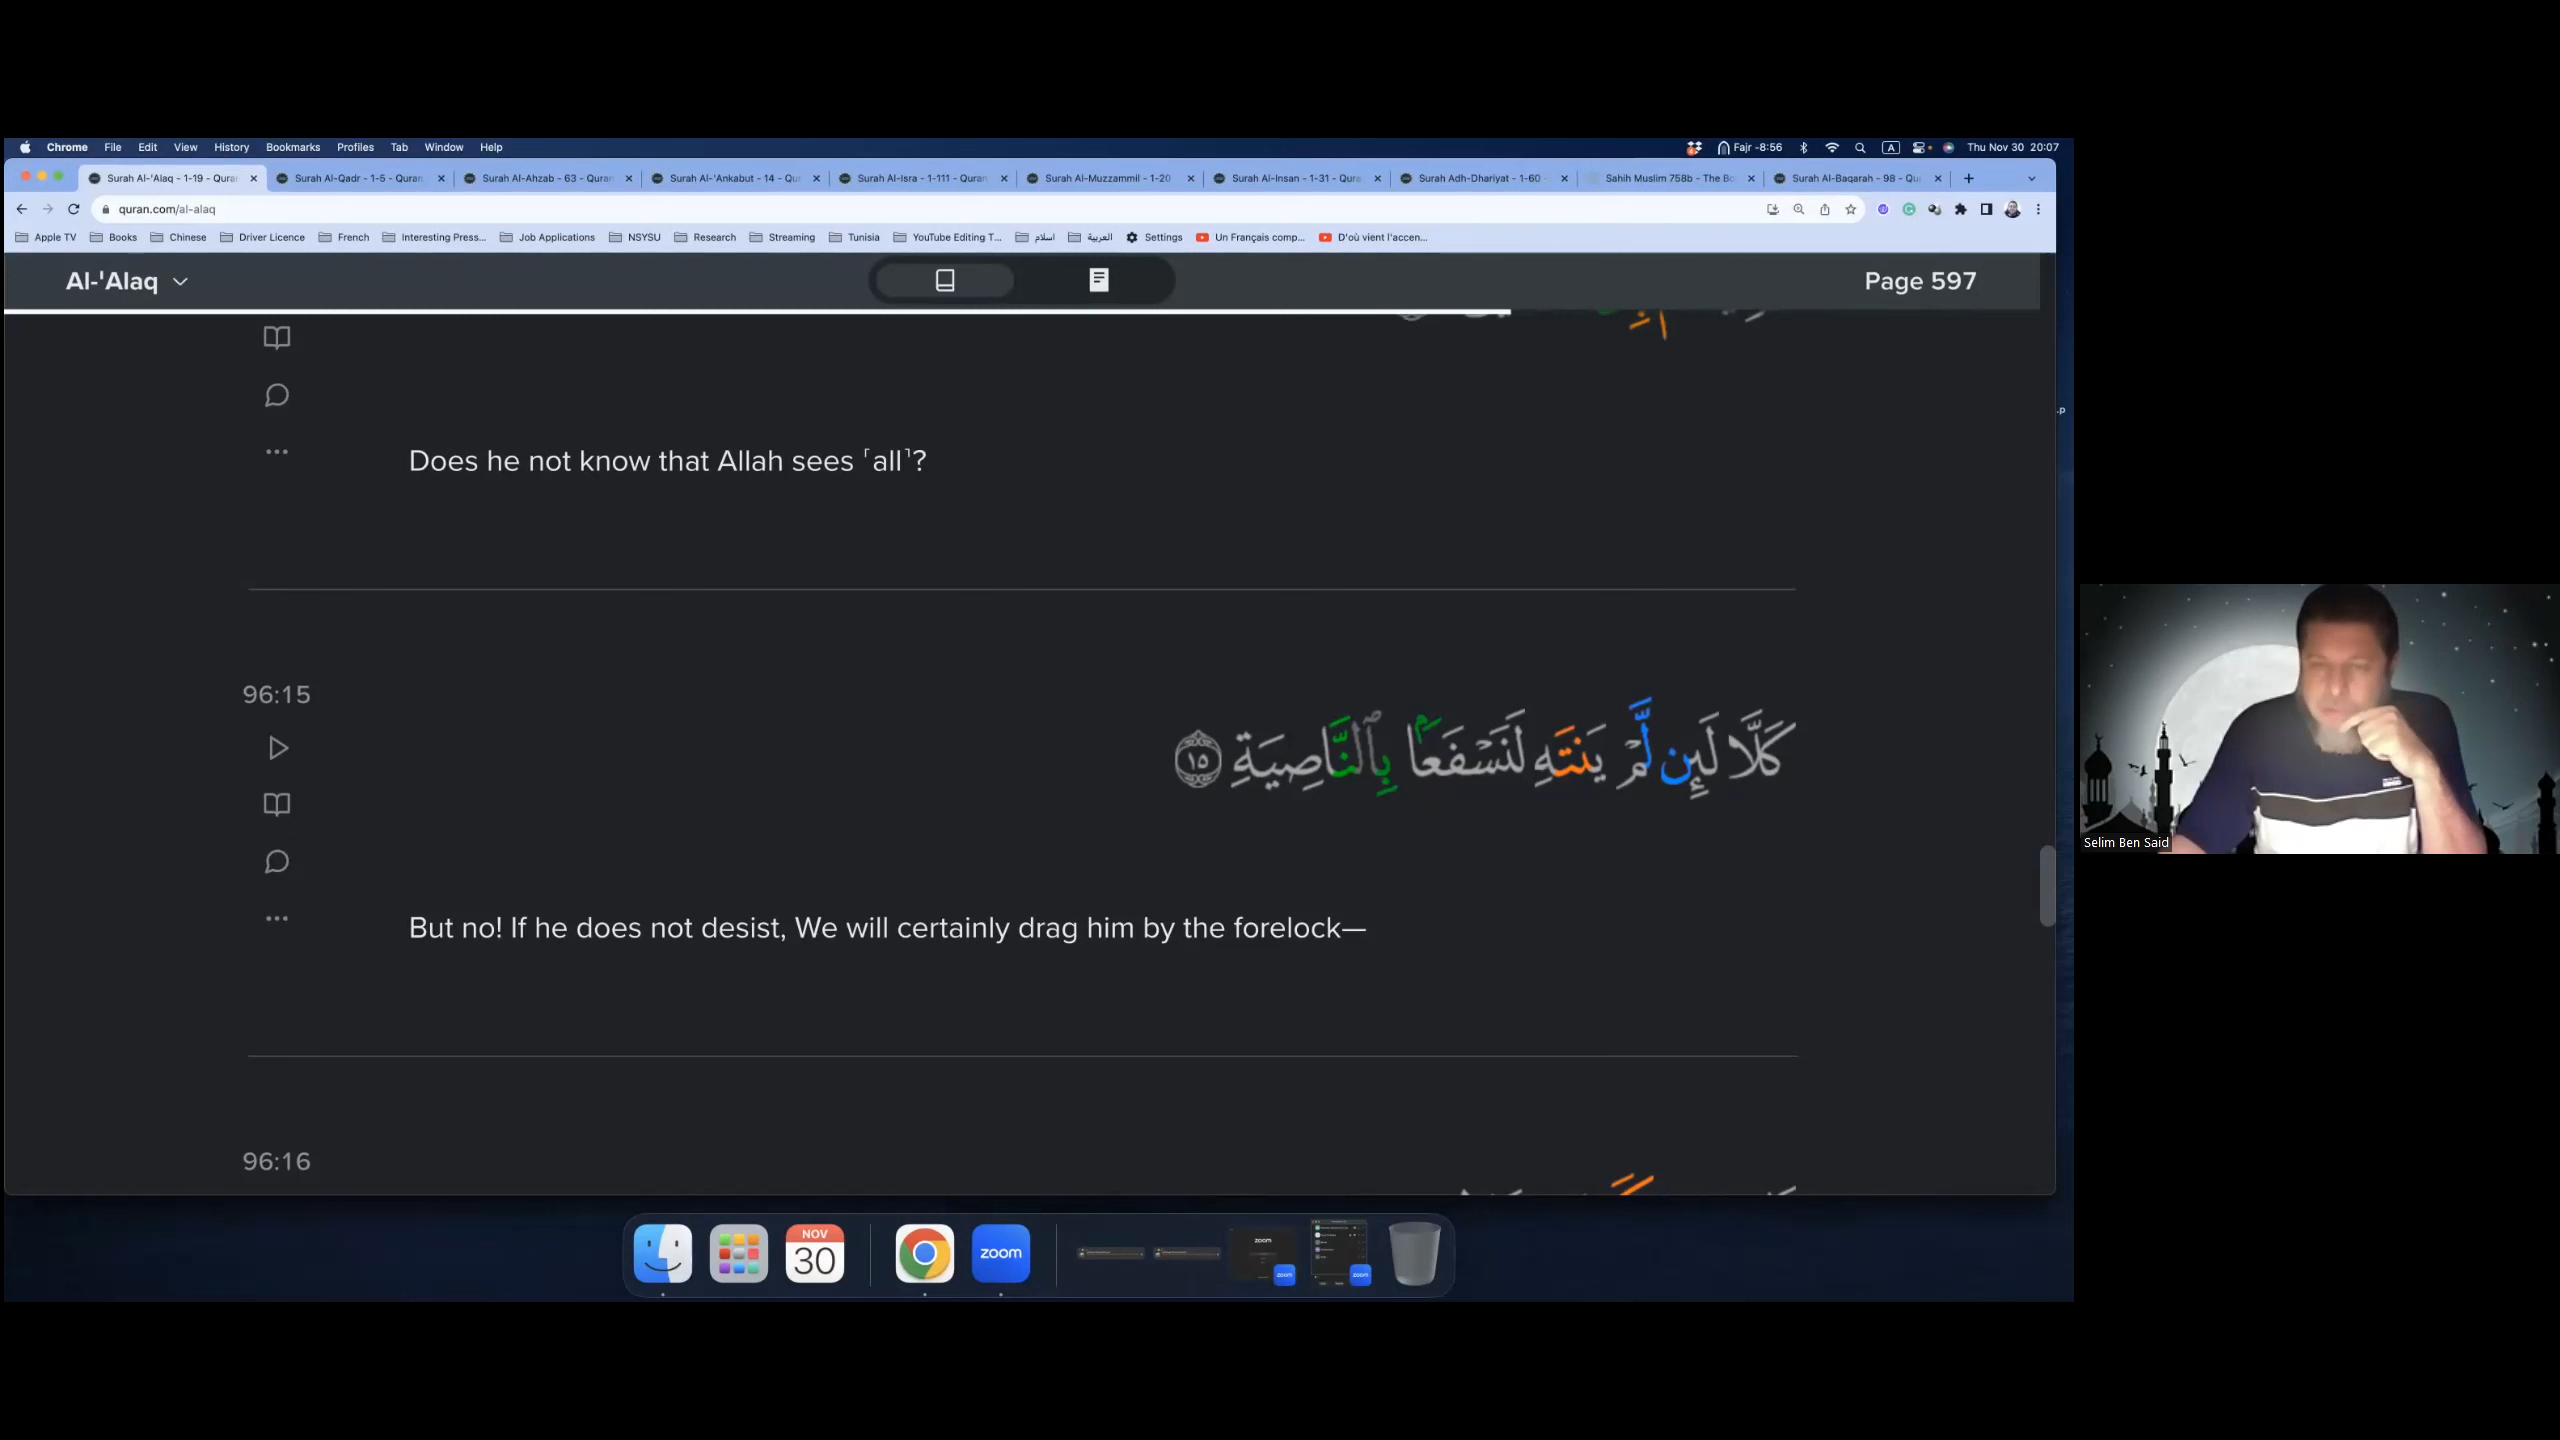 Chrome File Edit View History Bookmarks Profiles Tab Window Help
Fajr -8:56 A Thu Nov 30 20:07
Surah Al-'Alaq - 1-19 - Quran
Surah Al-Qadr - 1-5 - Quran
Surah Al-Ahzab - 63 - Quran
Surah Al-'Ankabut - 14 - Qu
Surah Al-Isra - 1-111 - Quran
Surah Al-Muzzammil - 1-20
Surah Al-Insan - 1-31 - Qura
Surah Adh-Dhariyat - 1-60 -
Sahih Muslim 758b - The Bo
Surah Al-Baqarah - 98 - Qu
quran.com/al-alaq
Apple TV Books Chinese Driver Licence French Interesting Press... Job Applications NSYSU Research Streaming Tunisia YouTube Editing T... اسلام العربية Settings Un Français comp... D'où vient l'accen...
Al-'Alaq
Page 597
.p
Does he not know that Allah sees ˹all˺?
96:15
كَلَّا لَئِن لَّمْ يَنتَهِ لَنَسْفَعًۢا بِٱلنَّاصِيَةِ ١٥
But no! If he does not desist, We will certainly drag him by the forelock—
96:16
Selim Ben Said
NOV
30
zoom
zoom
zoom
zoom